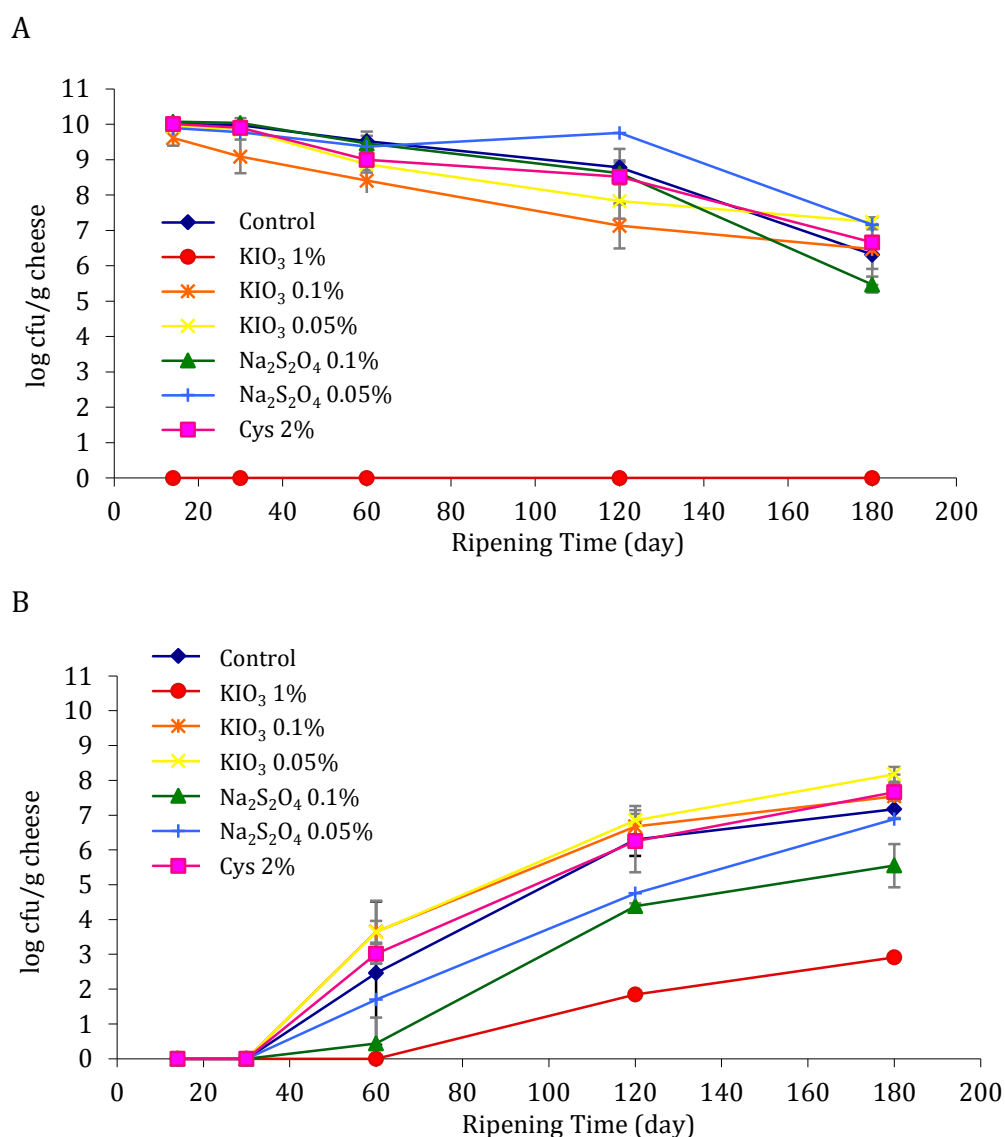 A
11
10
9
8
7
6
5
4
3
2
1
0
log cfu/g cheese
Control
KIO₃ 1%
KIO₃ 0.1%
KIO₃ 0.05%
Na₂S₂O₄ 0.1%
Na₂S₂O₄ 0.05%
Cys 2%
0 20 40 60 80 100 120 140 160 180 200
Ripening Time (day)
B
11
10
9
8
7
6
5
4
3
2
1
0
log cfu/g cheese
Control
KIO₃ 1%
KIO₃ 0.1%
KIO₃ 0.05%
Na₂S₂O₄ 0.1%
Na₂S₂O₄ 0.05%
Cys 2%
0 20 40 60 80 100 120 140 160 180 200
Ripening Time (day)